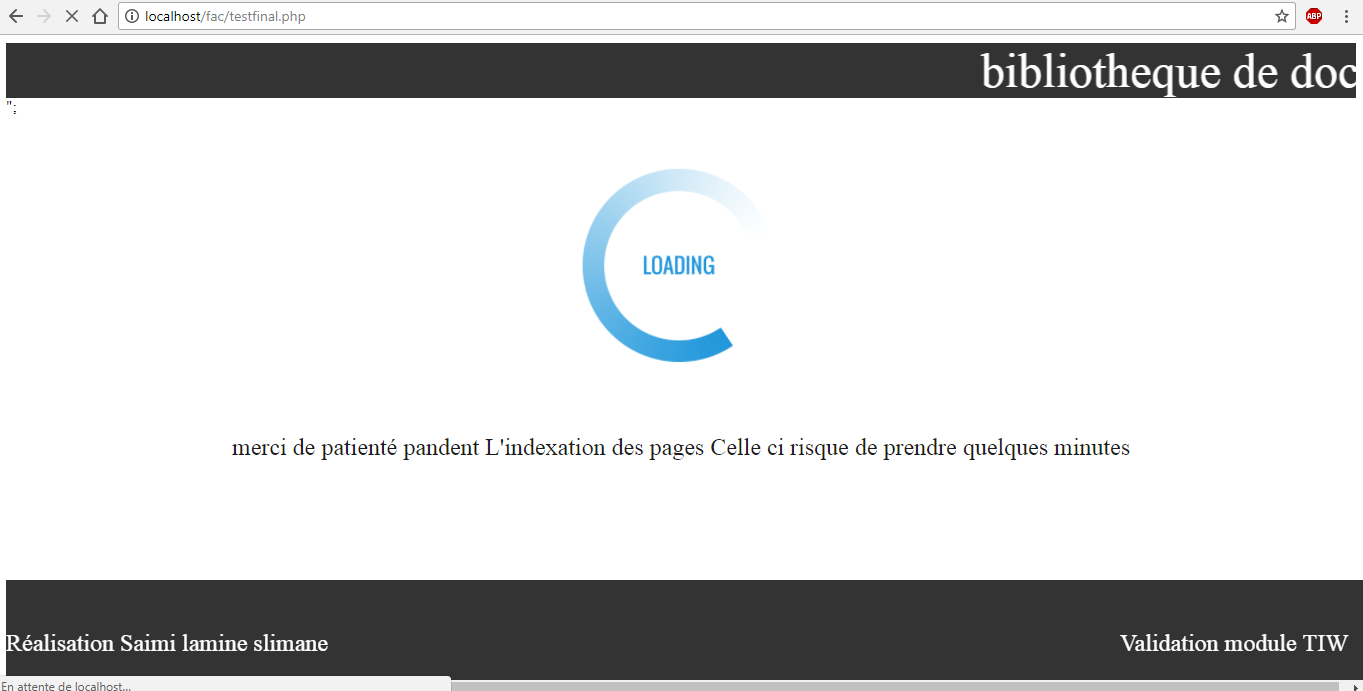 localhost/fac/testfinal.php
ABP
bibliotheque de doc
";
LOADING
merci de patienté pandent L'indexation des pages Celle ci risque de prendre quelques minutes
Réalisation Saimi lamine slimane
Validation module TIW
En attente de localhost...